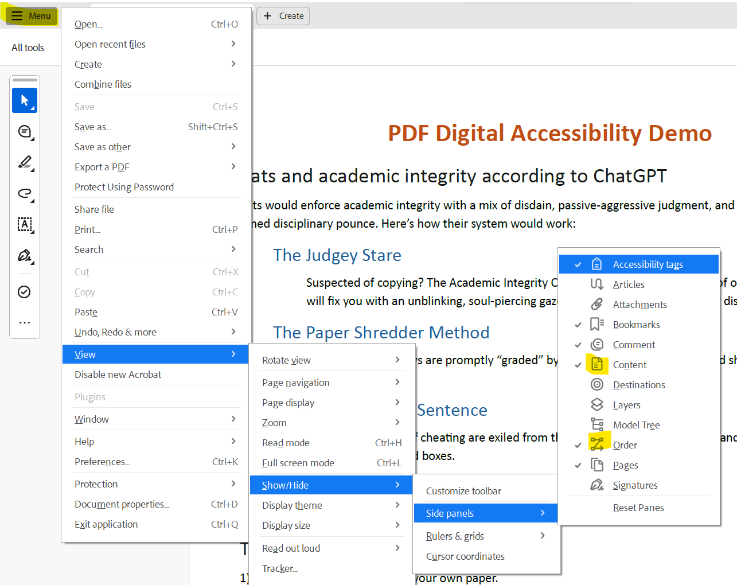 Menu
+ Create
All tools
Open... Ctrl+O
Open recent files
Create
Combine files
Save Ctrl+S
Save as... Shift+Ctrl+S
Save as other
Export a PDF
Protect Using Password
Share file
Print... Ctrl+P
Search
Cut Ctrl+X
Copy Ctrl+C
Paste Ctrl+V
Undo, Redo & more
View
Disable new Acrobat
Plugins
Window
Help
Preferences... Ctrl+K
Protection
Document properties... Ctrl+D
Exit application Ctrl+Q
Rotate view
Page navigation
Page display
Zoom
Read mode Ctrl+H
Full screen mode Ctrl+L
Show/Hide
Display theme
Display size
Read out loud
Tracker...
Customize toolbar
Side panels
Rulers & grids
Cursor coordinates
Accessibility tags
Articles
Attachments
Bookmarks
Comment
Content
Destinations
Layers
Model Tree
Order
Pages
Signatures
Reset Panes
PDF Digital Accessibility Demo
ats and academic integrity according to ChatGPT
ts would enforce academic integrity with a mix of disdain, passive-aggressive judgment, and
ned disciplinary pounce. Here's how their system would work:
The Judgey Stare
Suspected of copying? The Academic Integrity C of o
will fix you with an unblinking, soul-piercing gaz dis
The Paper Shredder Method
rs are promptly "graded" by d sh
Sentence
f cheating are exiled from th and
d boxes.
T
1) your own paper.